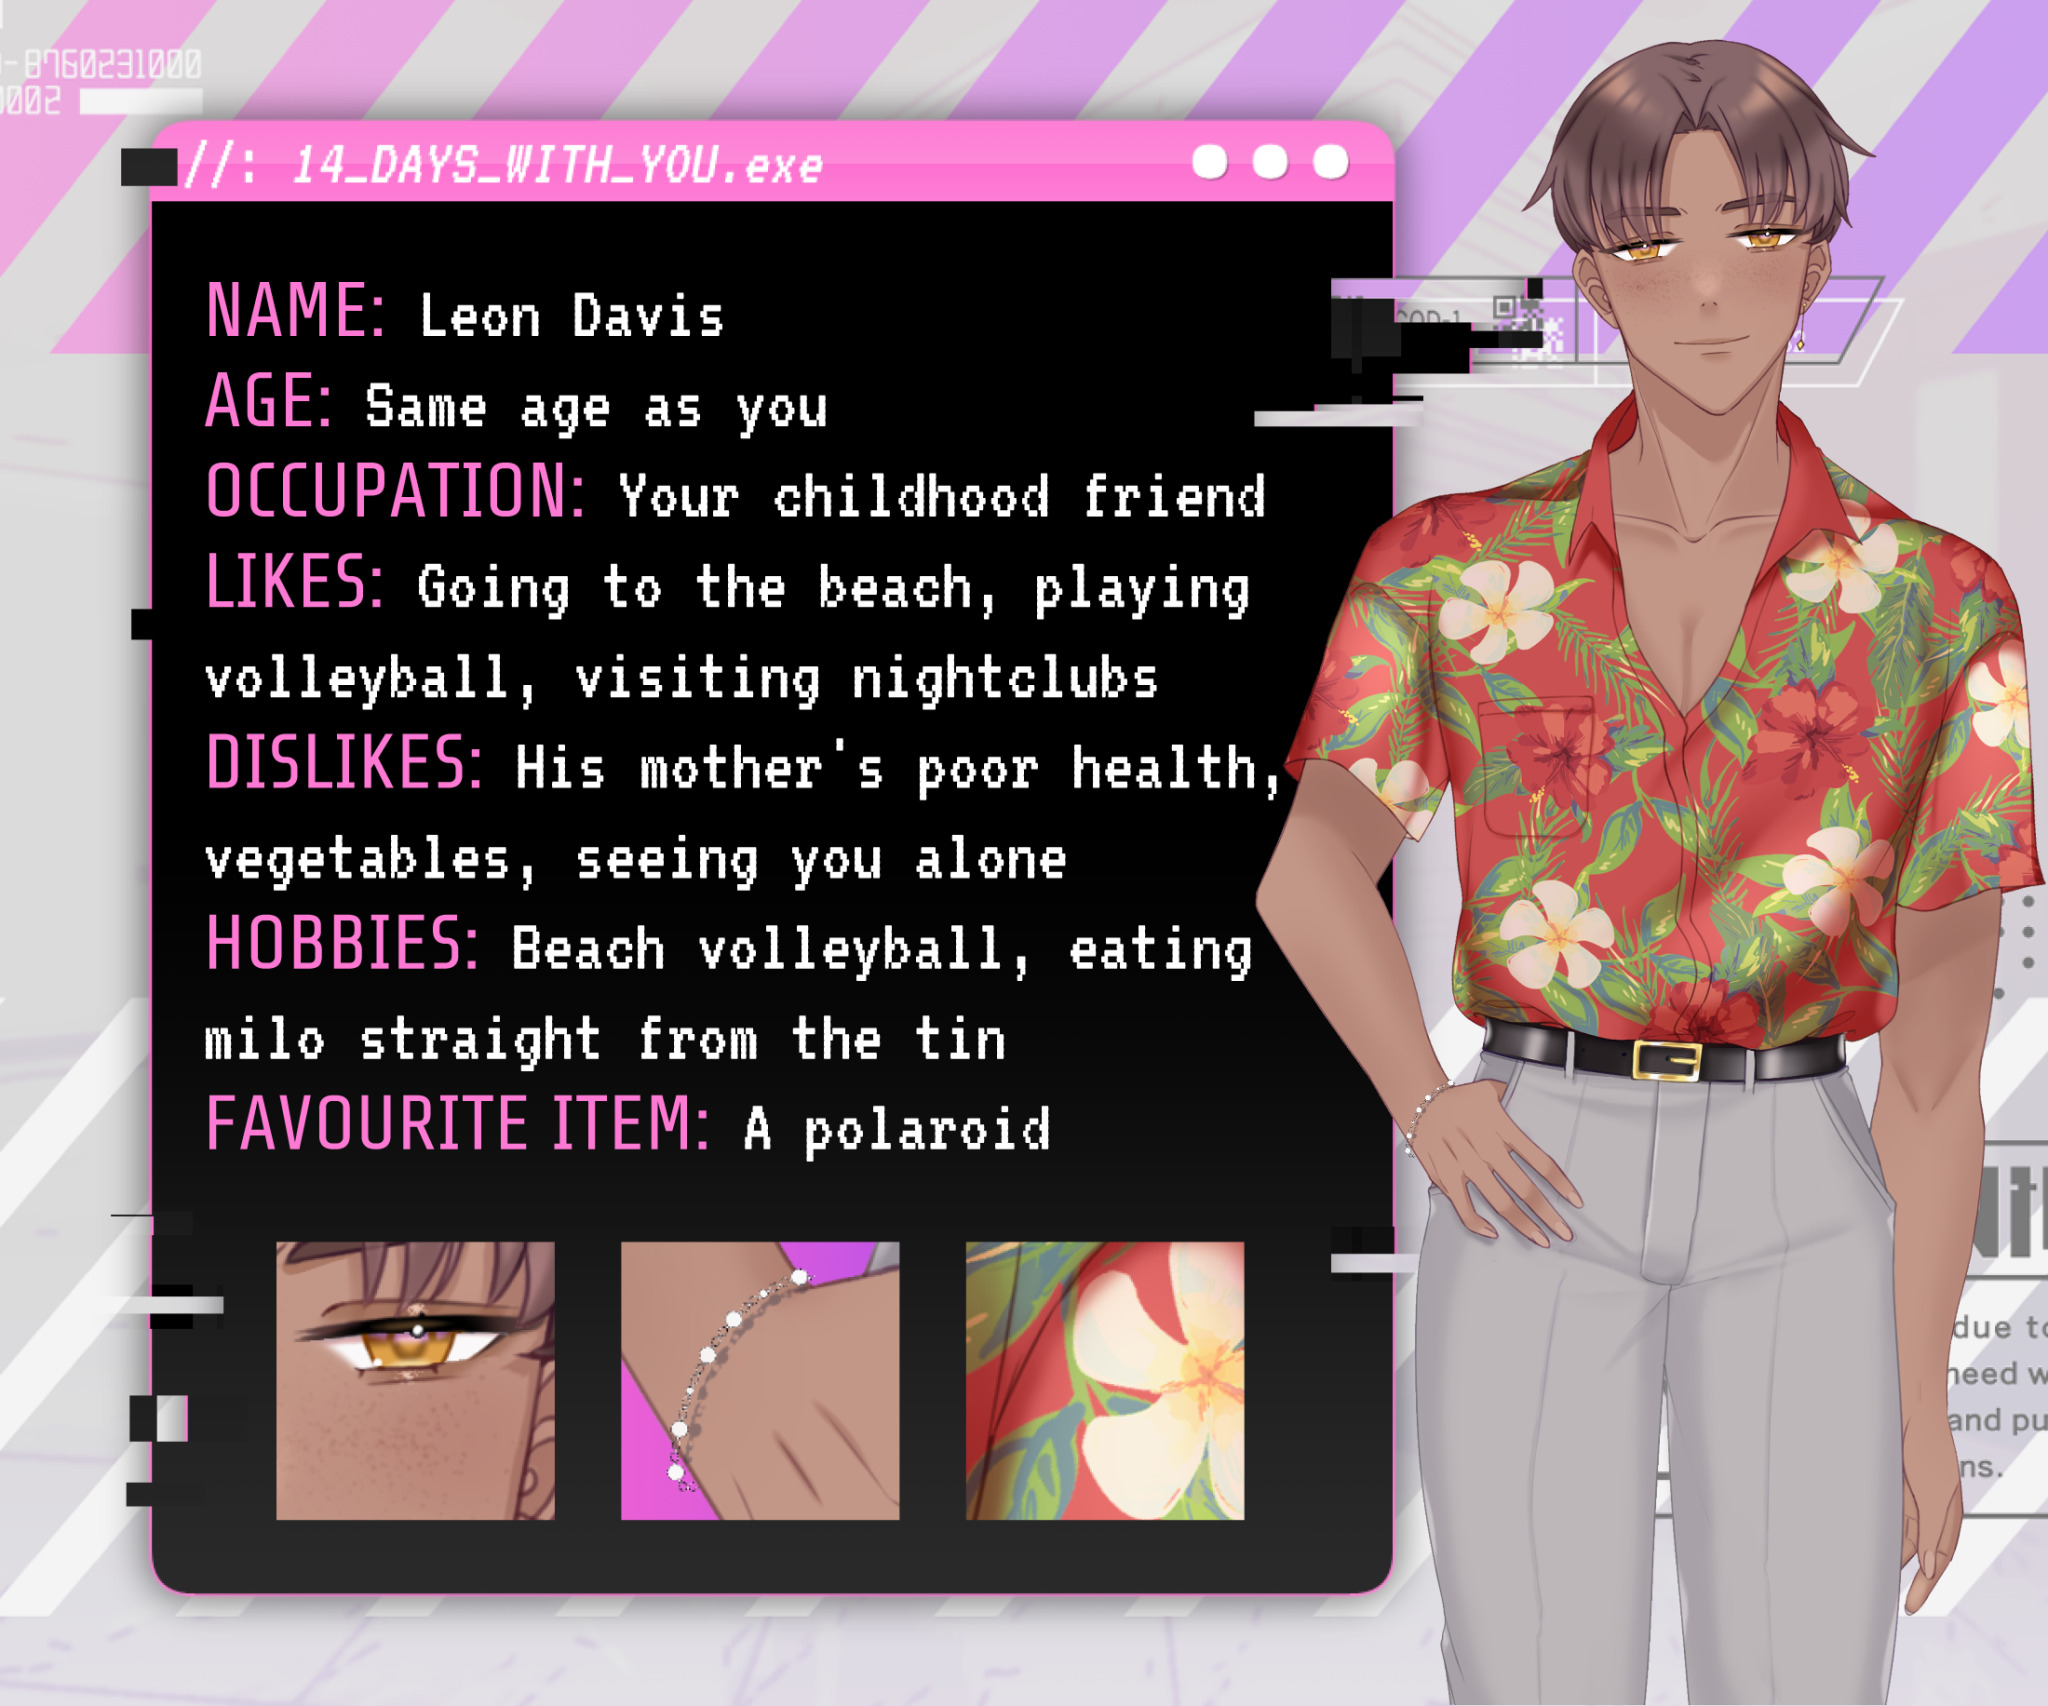 -8760231000
0002
//: 14_DAYS_WITH_YOU.exe
NAME: Leon Davis
AGE: Same age as you
OCCUPATION: Your childhood friend
LIKES: Going to the beach, playing
volleyball, visiting nightclubs
DISLIKES: His mother's poor health,
vegetables, seeing you alone
HOBBIES: Beach volleyball, eating
milo straight from the tin
FAVOURITE ITEM: A polaroid
due to
need w
and pu
ns.